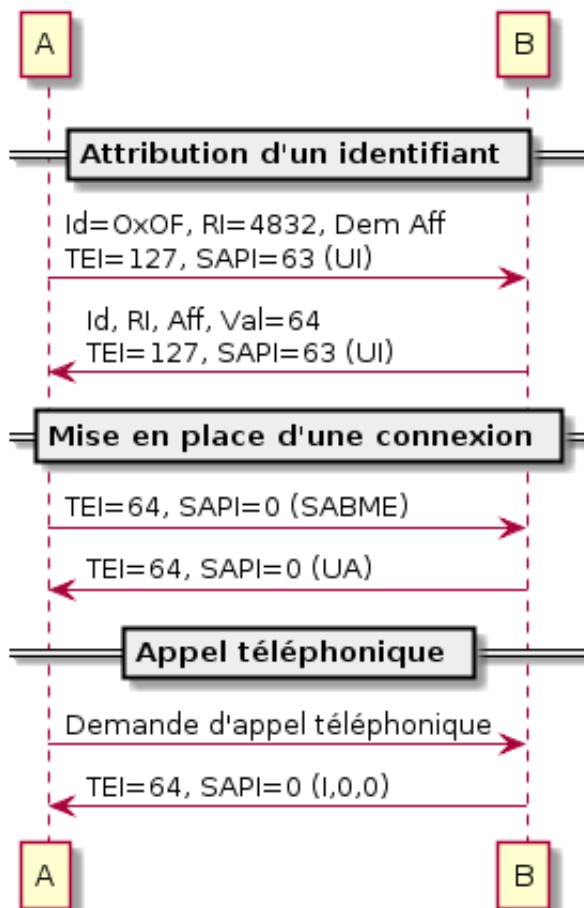 A B
Attribution d'un identifiant
Id=0x0F, RI=4832, Dem Aff
TEI=127, SAPI=63 (UI)
Id, RI, Aff, Val=64
TEI=127, SAPI=63 (UI)
Mise en place d'une connexion
TEI=64, SAPI=0 (SABME)
TEI=64, SAPI=0 (UA)
Appel téléphonique
Demande d'appel téléphonique
TEI=64, SAPI=0 (I,0,0)
A B